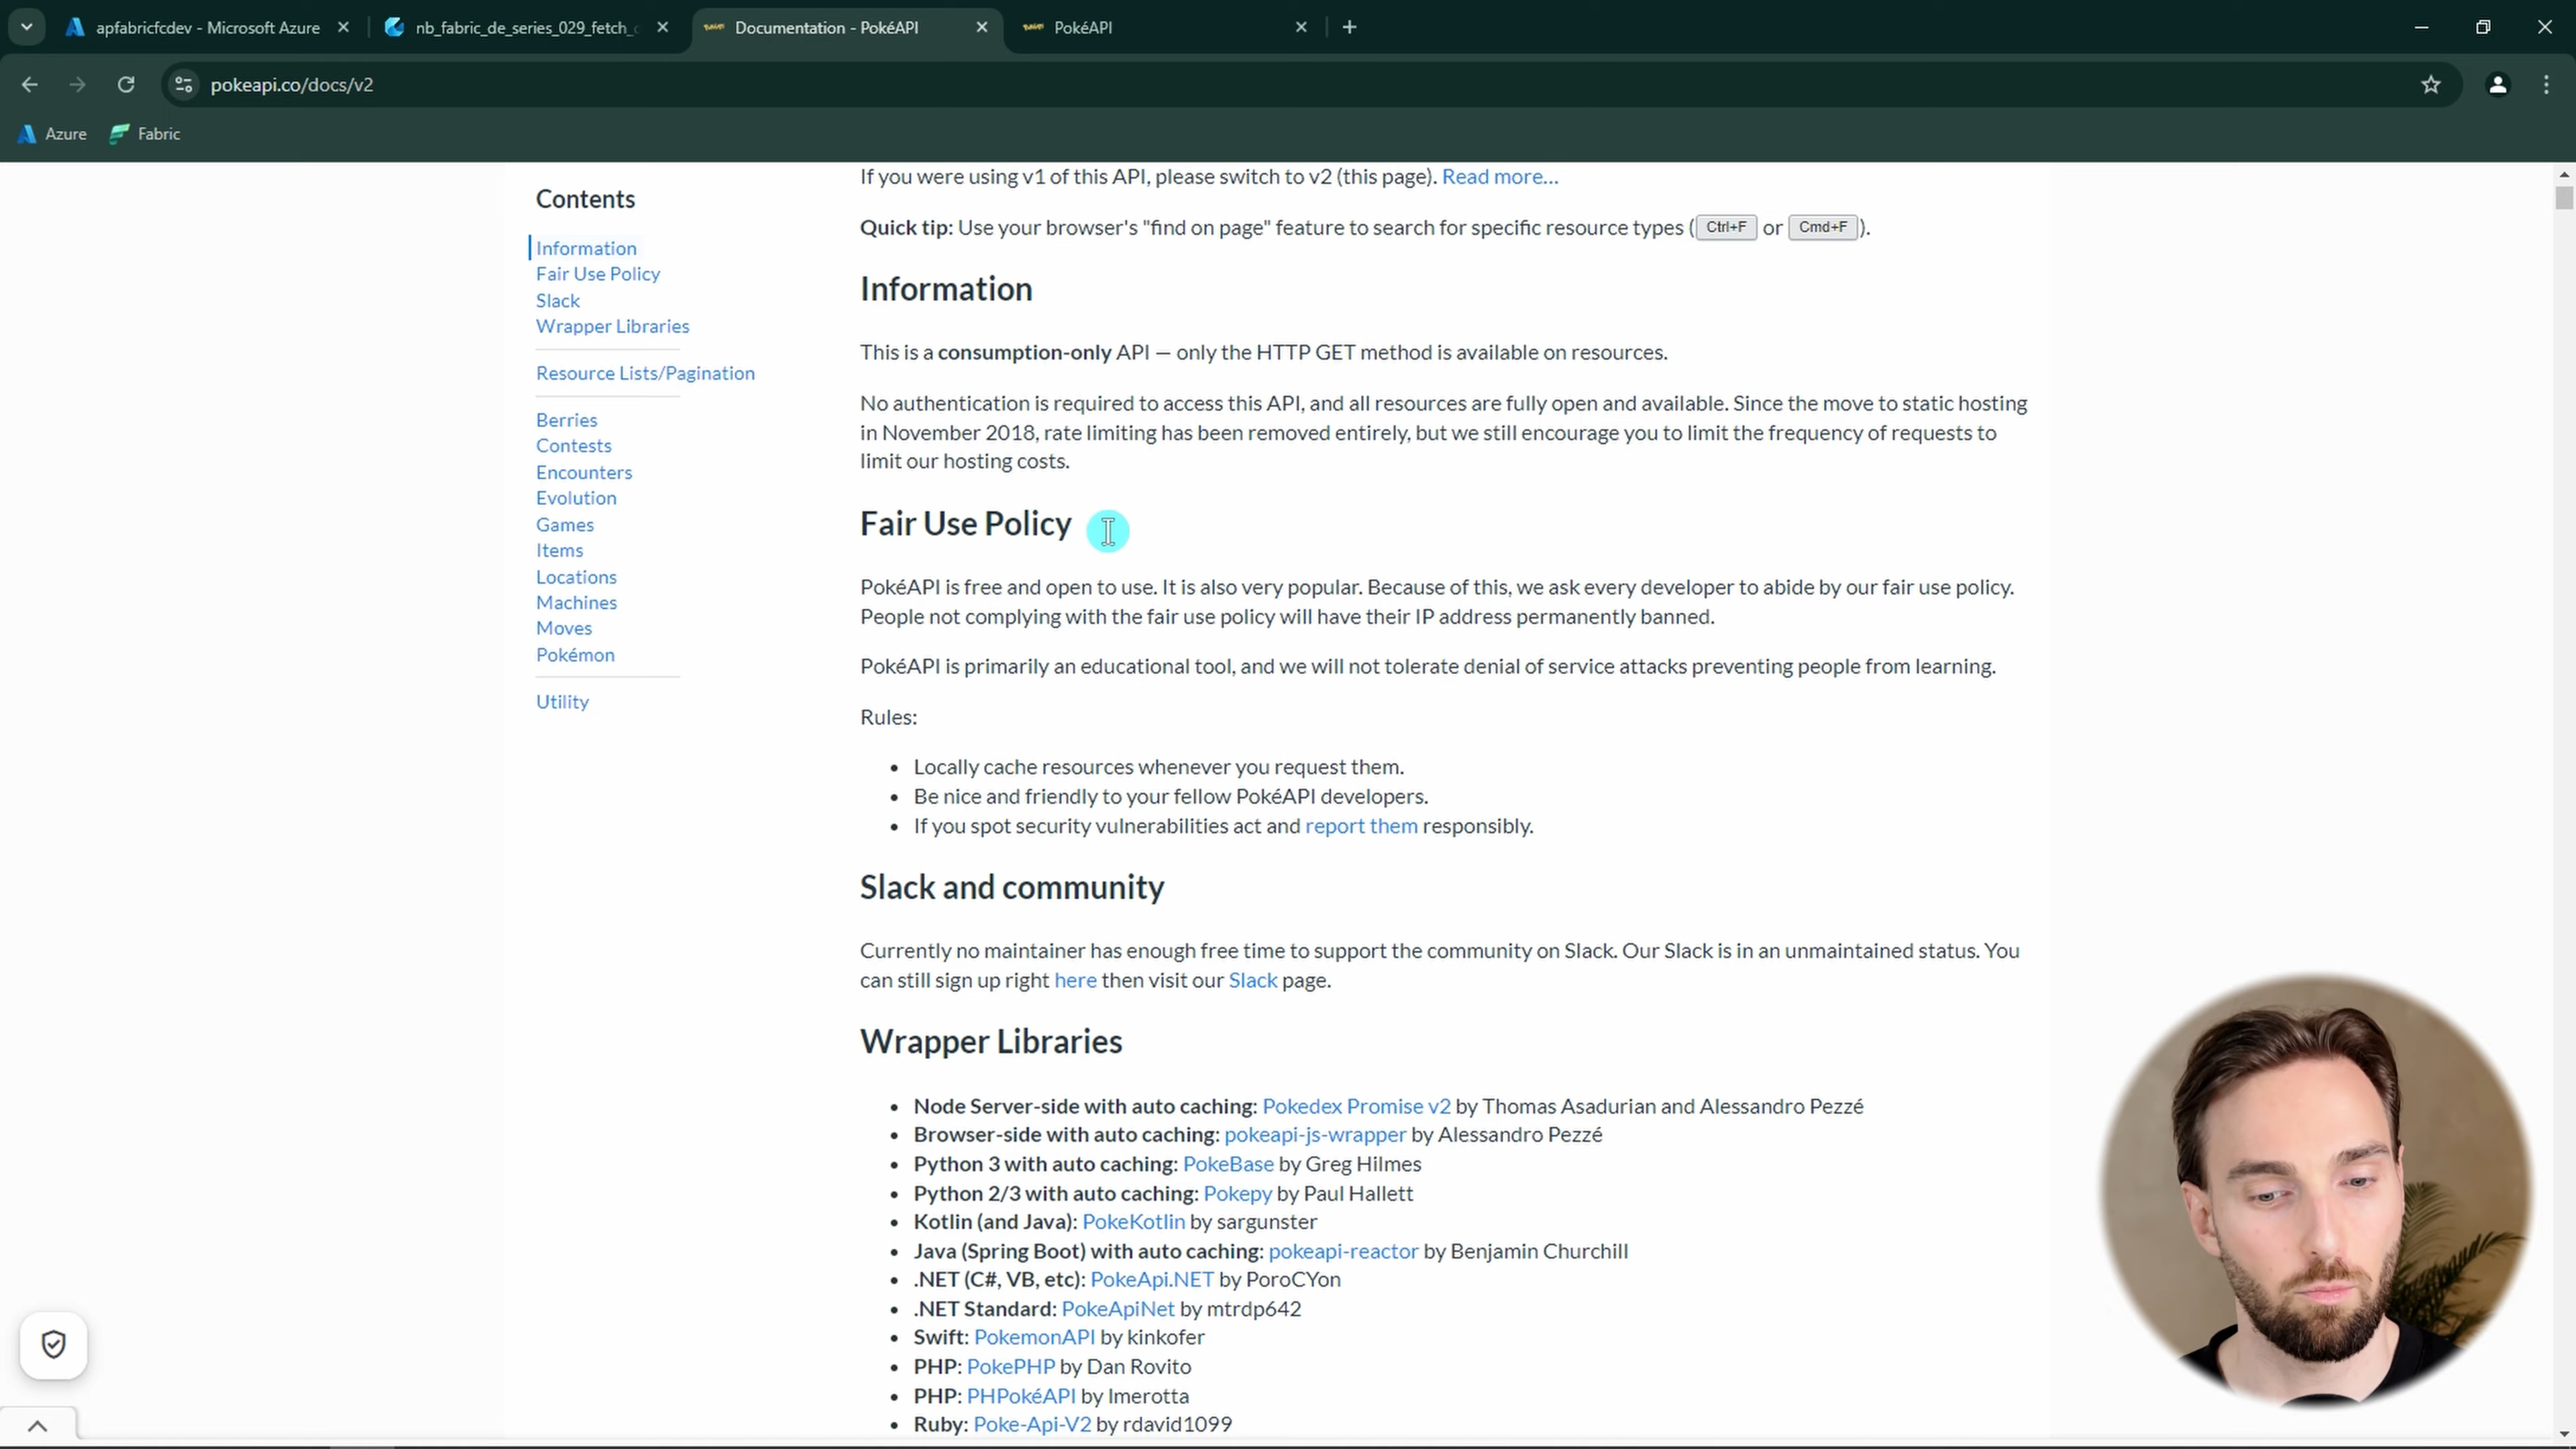 apfabricfcdev - Microsoft Azure
nb_fabric_de_series_029_fetch_
Documentation - PokéAPI
PokéAPI
pokeapi.co/docs/v2
Azure
Fabric
Contents
Information
Fair Use Policy
Slack
Wrapper Libraries
Resource Lists/Pagination
Berries
Contests
Encounters
Evolution
Games
Items
Locations
Machines
Moves
Pokémon
Utility
If you were using v1 of this API, please switch to v2 (this page). Read more…
Quick tip: Use your browser's "find on page" feature to search for specific resource types ( Ctrl+F or Cmd+F ).
Information
This is a consumption-only API — only the HTTP GET method is available on resources.
No authentication is required to access this API, and all resources are fully open and available. Since the move to static hosting
in November 2018, rate limiting has been removed entirely, but we still encourage you to limit the frequency of requests to
limit our hosting costs.
Fair Use Policy
PokéAPI is free and open to use. It is also very popular. Because of this, we ask every developer to abide by our fair use policy.
People not complying with the fair use policy will have their IP address permanently banned.
PokéAPI is primarily an educational tool, and we will not tolerate denial of service attacks preventing people from learning.
Rules:
• Locally cache resources whenever you request them.
• Be nice and friendly to your fellow PokéAPI developers.
• If you spot security vulnerabilities act and report them responsibly.
Slack and community
Currently no maintainer has enough free time to support the community on Slack. Our Slack is in an unmaintained status. You
can still sign up right here then visit our Slack page.
Wrapper Libraries
• Node Server-side with auto caching: Pokedex Promise v2 by Thomas Asadurian and Alessandro Pezzé
• Browser-side with auto caching: pokeapi-js-wrapper by Alessandro Pezzé
• Python 3 with auto caching: PokeBase by Greg Hilmes
• Python 2/3 with auto caching: Pokepy by Paul Hallett
• Kotlin (and Java): PokeKotlin by sargunster
• Java (Spring Boot) with auto caching: pokeapi-reactor by Benjamin Churchill
• .NET (C#, VB, etc): PokeApi.NET by PoroCYon
• .NET Standard: PokeApiNet by mtrdp642
• Swift: PokemonAPI by kinkofer
• PHP: PokePHP by Dan Rovito
• PHP: PHPokéAPI by lmerotta
• Ruby: Poke-Api-V2 by rdavid1099